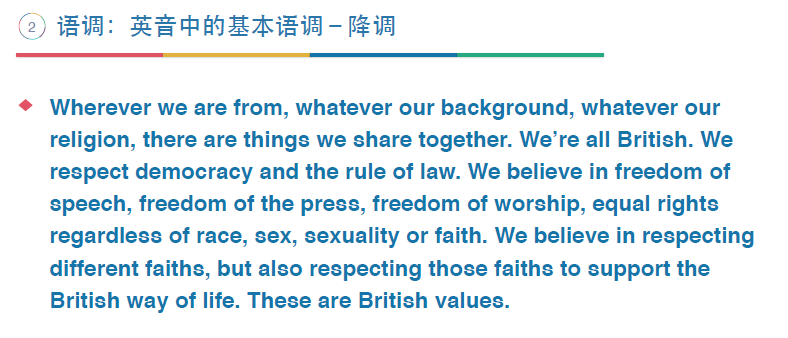 2 语调：英音中的基本语调 – 降调
Wherever we are from, whatever our background, whatever our
religion, there are things we share together. We’re all British. We
respect democracy and the rule of law. We believe in freedom of
speech, freedom of the press, freedom of worship, equal rights
regardless of race, sex, sexuality or faith. We believe in respecting
different faiths, but also respecting those faiths to support the
British way of life. These are British values.